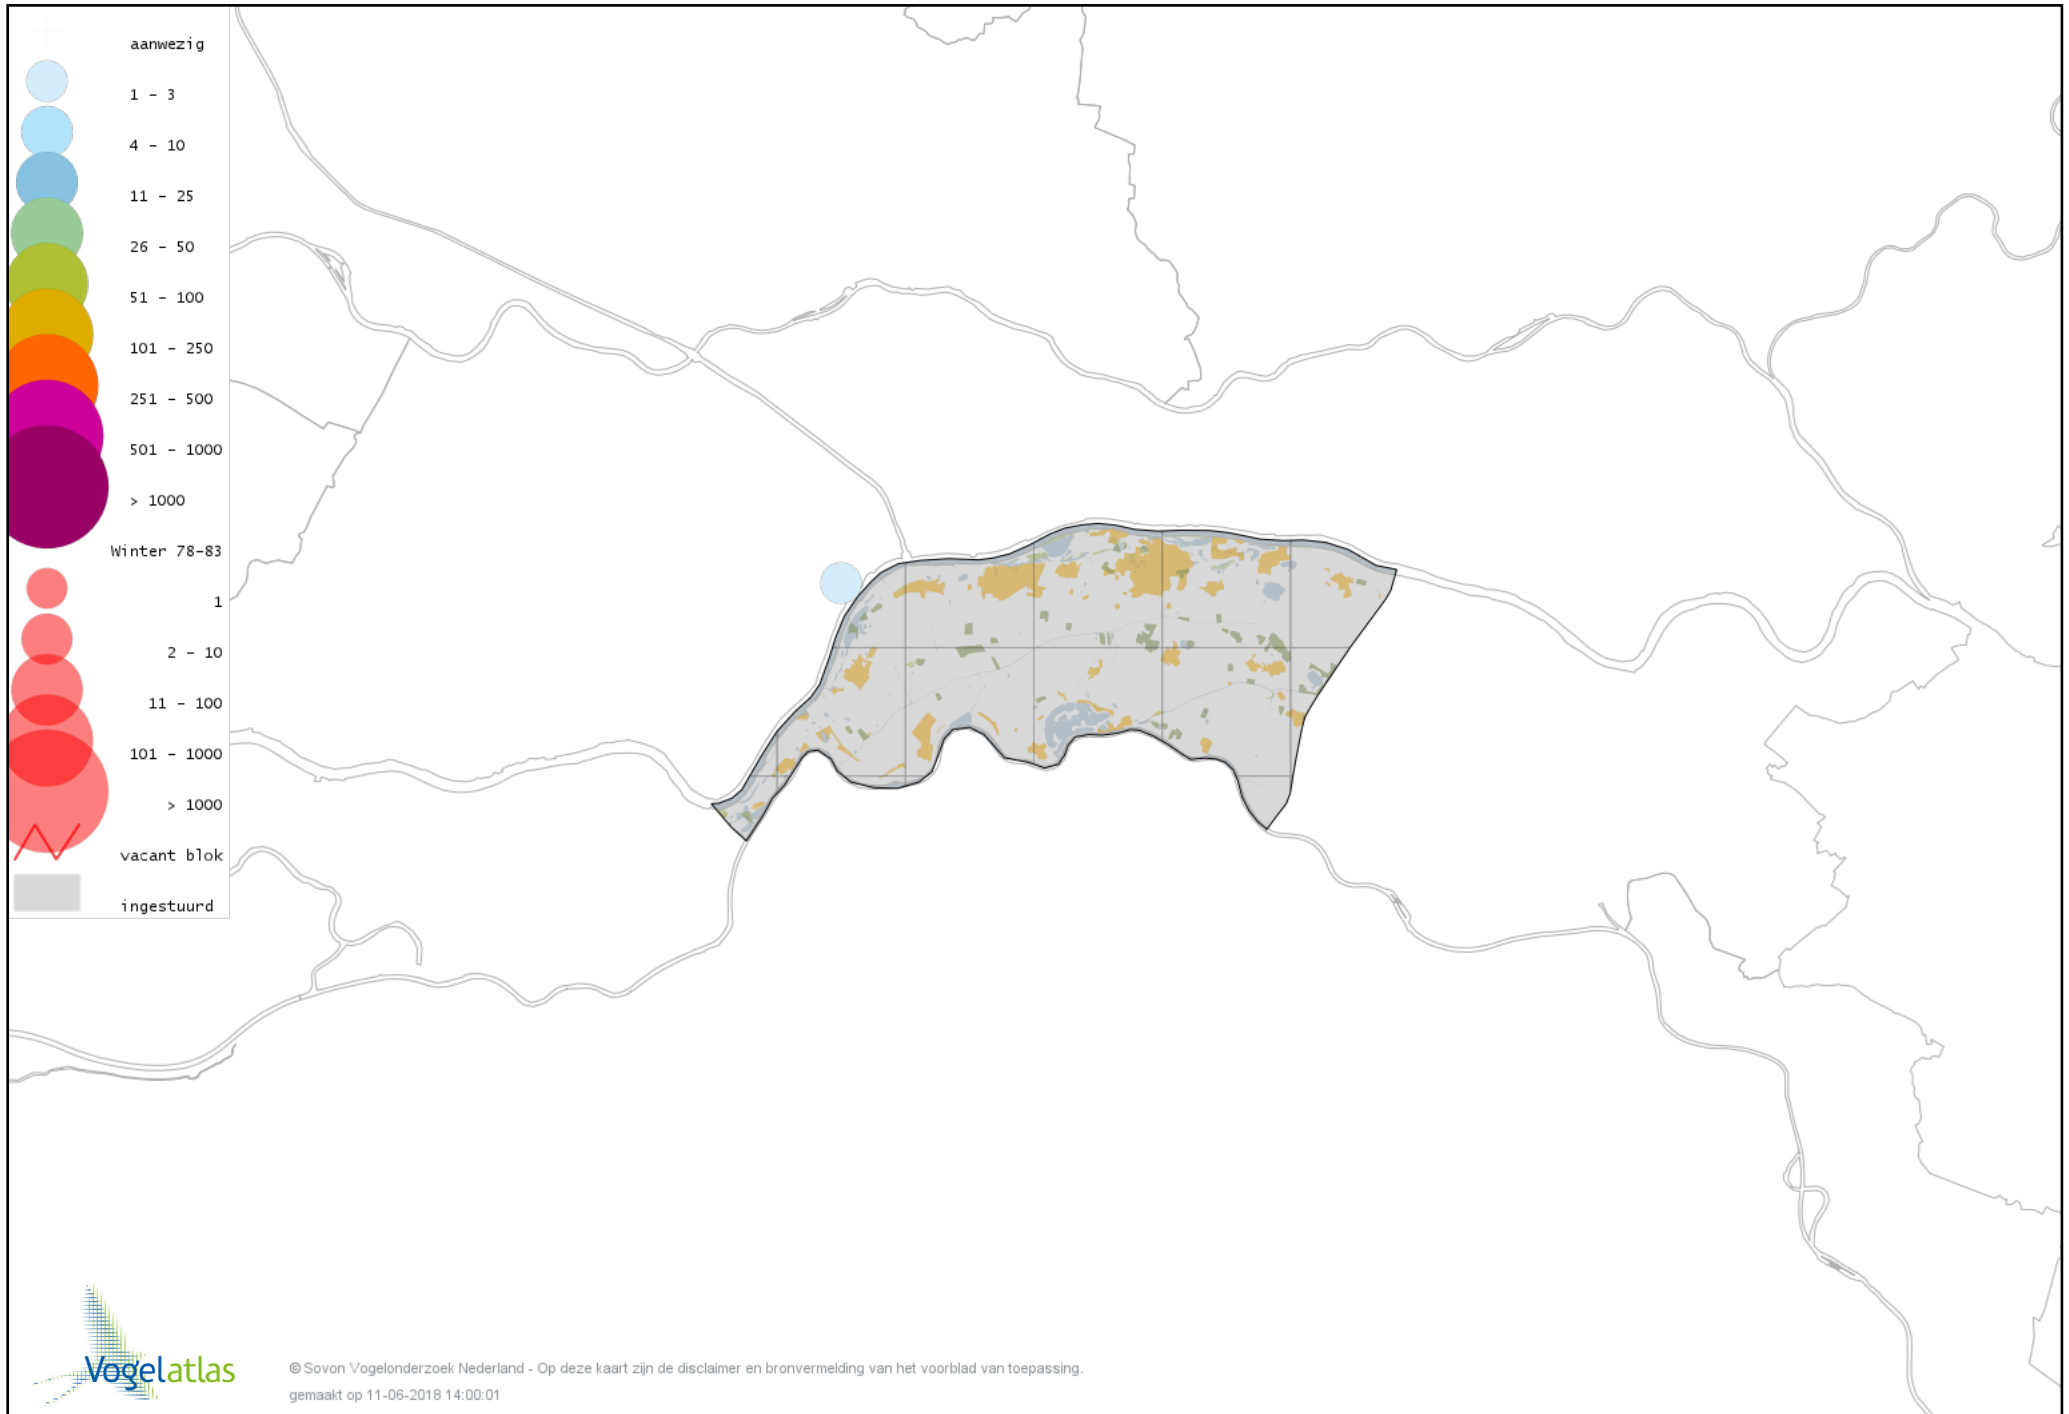 aanwezig
1 - 3
4 - 10
11 - 25
26 - 50
51 - 100
101 - 250
251 - 500
501 - 1000
> 1000
Winter 78-83
1
2 - 10
11 - 100
101 - 1000
> 1000
vacant blok
ingestuurd
Vogelatlas
© Sovon Vogelonderzoek Nederland - Op deze kaart zijn de disclaimer en bronvermelding van het voorblad van toepassing.
gemaakt op 11-06-2018 14:00:01